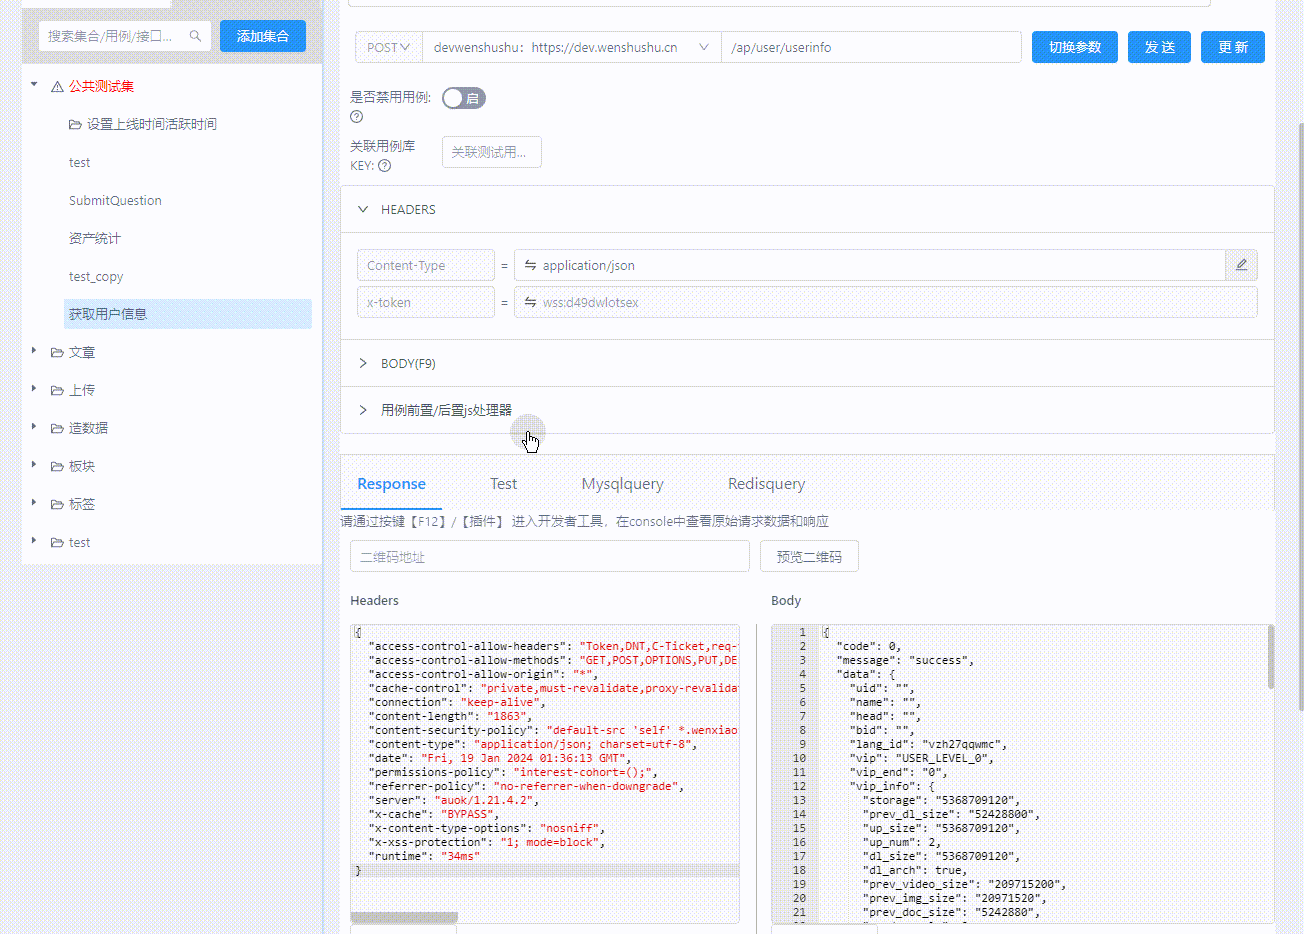 搜索集合/用例/接口...
添加集合
公共测试集
设置上线时间活跃时间
test
SubmitQuestion
资产统计
test_copy
获取用户信息
文章
上传
造数据
板块
标签
test
POST
devwenshushu：https://dev.wenshushu.cn
/ap/user/userinfo
切换参数
发 送
更 新
是否禁用用例:
启
关联用例库
KEY:
关联测试用...
HEADERS
Content-Type
=
application/json
x-token
=
wss:d49dwlotsex
BODY(F9)
用例前置/后置js处理器
Response
Test
Mysqlquery
Redisquery
请通过按键【F12】/【插件】 进入开发者工具，在console中查看原始请求数据和响应
二维码地址
预览二维码
Headers
{
"access-control-allow-headers": "Token,DNT,C-Ticket,req-
"access-control-allow-methods": "GET,POST,OPTIONS,PUT,DE
"access-control-allow-origin": "*",
"cache-control": "private,must-revalidate,proxy-revalida
"connection": "keep-alive",
"content-length": "1863",
"content-security-policy": "default-src 'self' *.wenxiao
"content-type": "application/json; charset=utf-8",
"date": "Fri, 19 Jan 2024 01:36:13 GMT",
"permissions-policy": "interest-cohort=();",
"referrer-policy": "no-referrer-when-downgrade",
"server": "auok/1.21.4.2",
"x-cache": "BYPASS",
"x-content-type-options": "nosniff",
"x-xss-protection": "1; mode=block",
"runtime": "34ms"
}
Body
1 {
2 "code": 0,
3 "message": "success",
4 "data": {
5 "uid": "",
6 "name": "",
7 "head": "",
8 "bid": "",
9 "lang_id": "vzh27qqwmc",
10 "vip": "USER_LEVEL_0",
11 "vip_end": "0",
12 "vip_info": {
13 "storage": "5368709120",
14 "prev_dl_size": "52428800",
15 "up_size": "5368709120",
16 "up_num": 2,
17 "dl_size": "5368709120",
18 "dl_arch": true,
19 "prev_video_size": "209715200",
20 "prev_img_size": "20971520",
21 "prev_doc_size": "5242880",